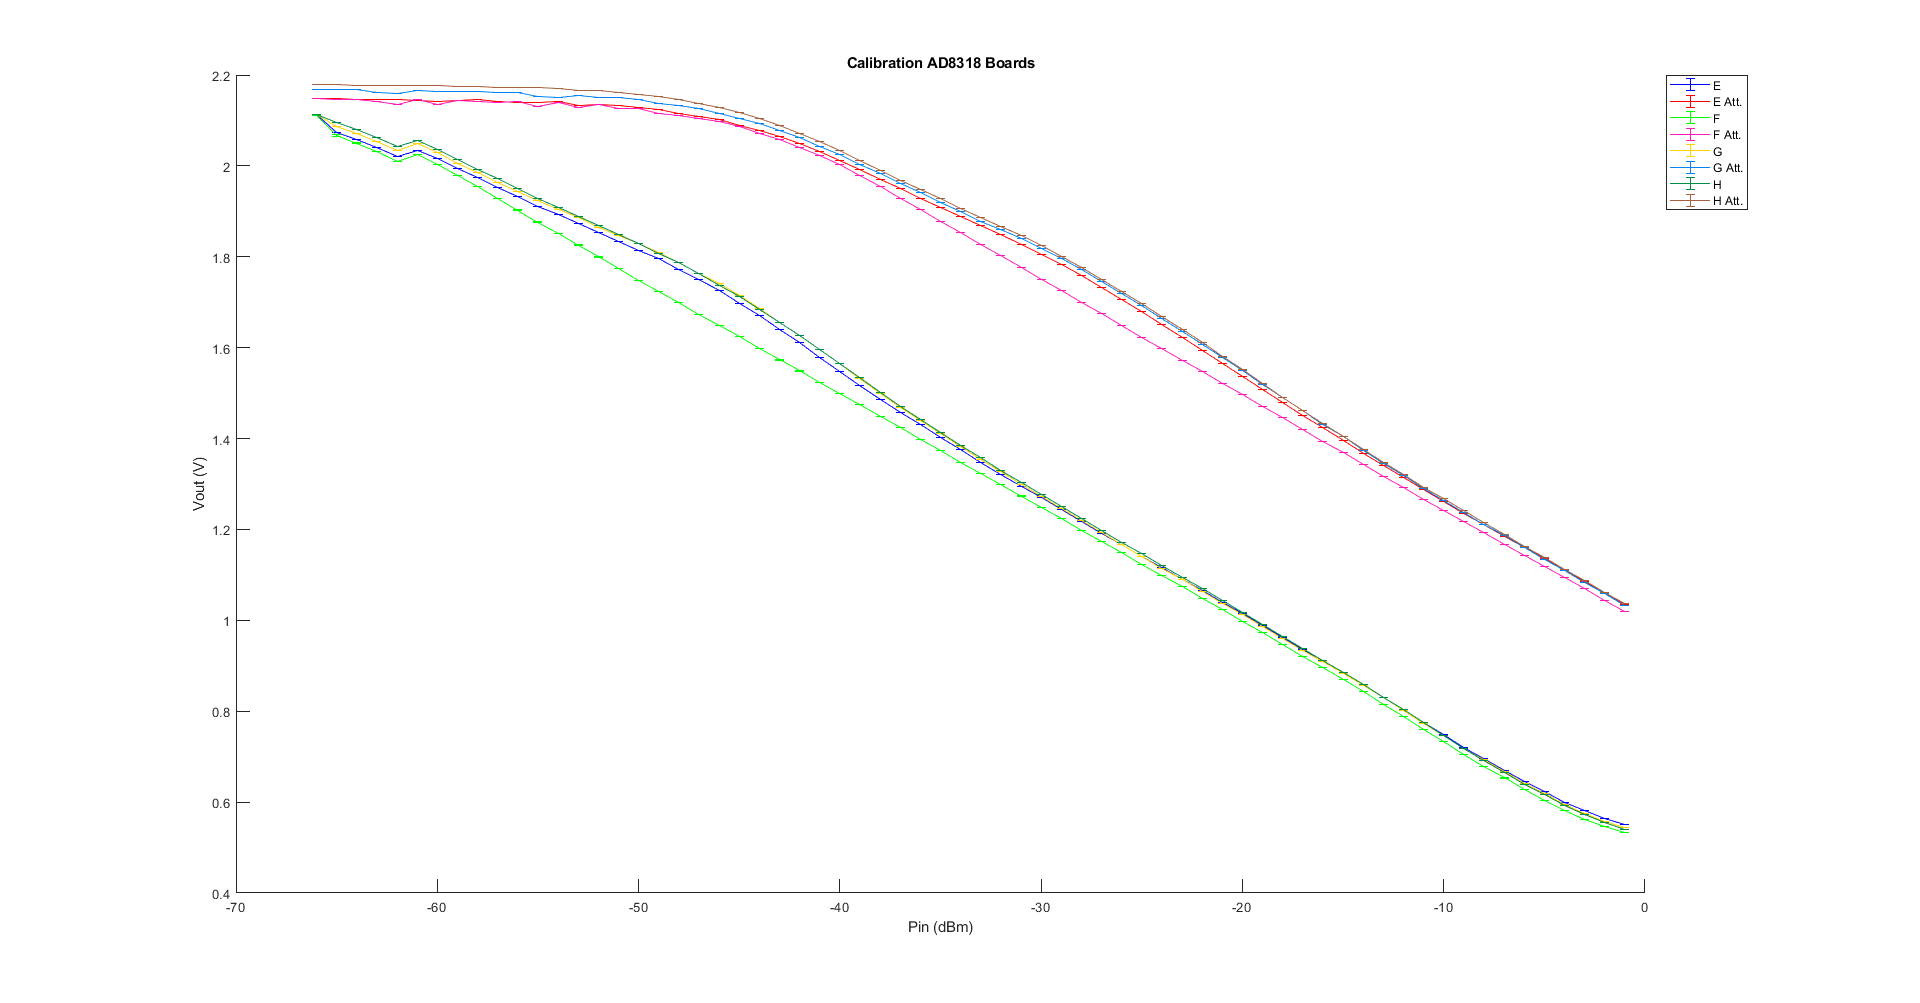 Calibration AD8318 Boards
2.2
2
1.8
1.6
1.4
1.2
1
0.8
0.6
0.4
Vout (V)
-70
-60
-50
-40
-30
-20
-10
0
Pin (dBm)
E
E Att.
F
F Att.
G
G Att.
H
H Att.